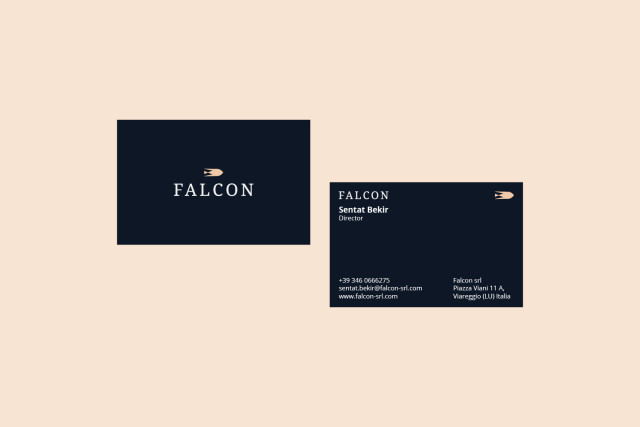 FALCON
FALCON
Sentat Bekir
Director
+39 346 0666275
sentat.bekir@falcon-srl.com
www.falcon-srl.com
Falcon srl
Piazza Viani 11 A,
Viareggio (LU) Italia